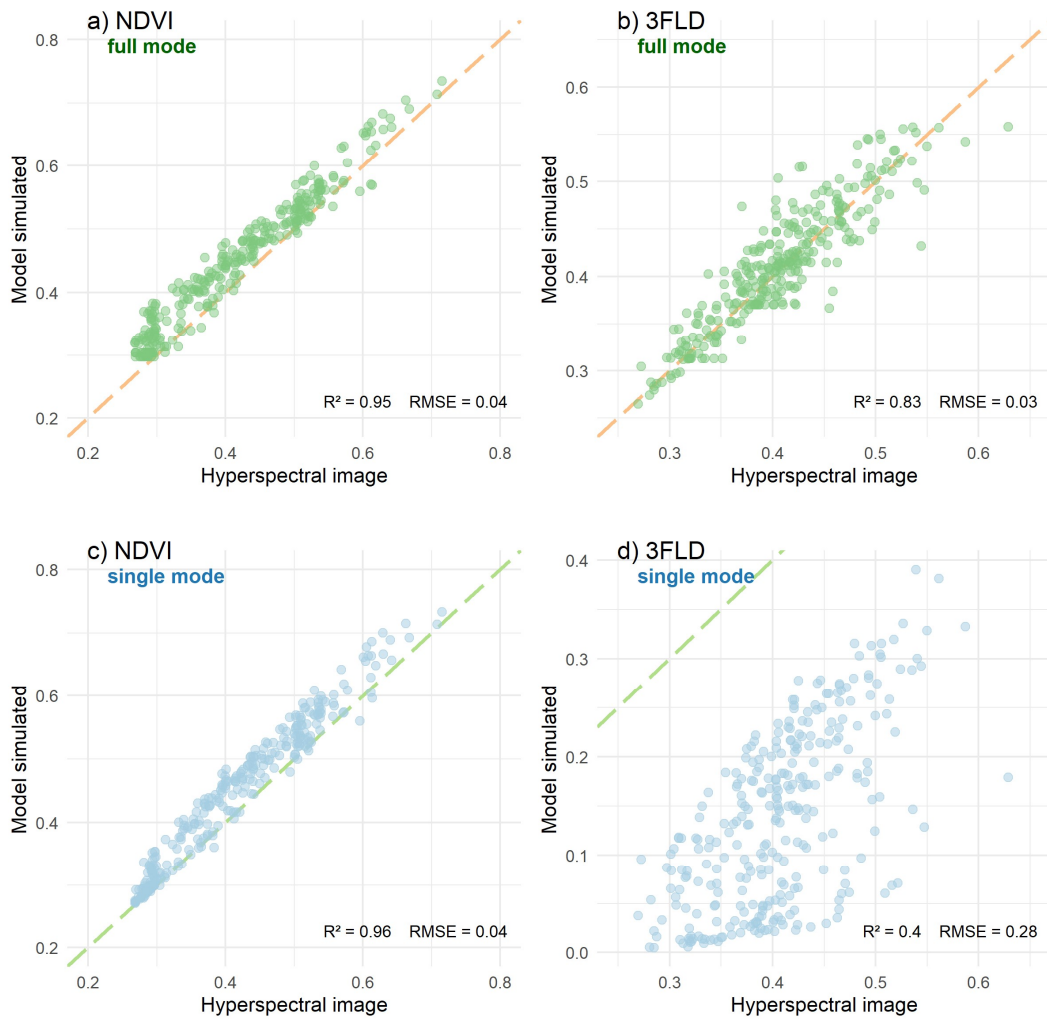 a) NDVI
full mode
0.8
0.6
0.4
0.2
Model simulated
R² = 0.95 RMSE = 0.04
0.2 0.4 0.6 0.8
Hyperspectral image
b) 3FLD
full mode
0.6
0.5
0.4
0.3
Model simulated
R² = 0.83 RMSE = 0.03
0.3 0.4 0.5 0.6
Hyperspectral image
c) NDVI
single mode
0.8
0.6
0.4
0.2
Model simulated
R² = 0.96 RMSE = 0.04
0.2 0.4 0.6 0.8
Hyperspectral image
d) 3FLD
single mode
0.4
0.3
0.2
0.1
0.0
Model simulated
R² = 0.4 RMSE = 0.28
0.3 0.4 0.5 0.6
Hyperspectral image